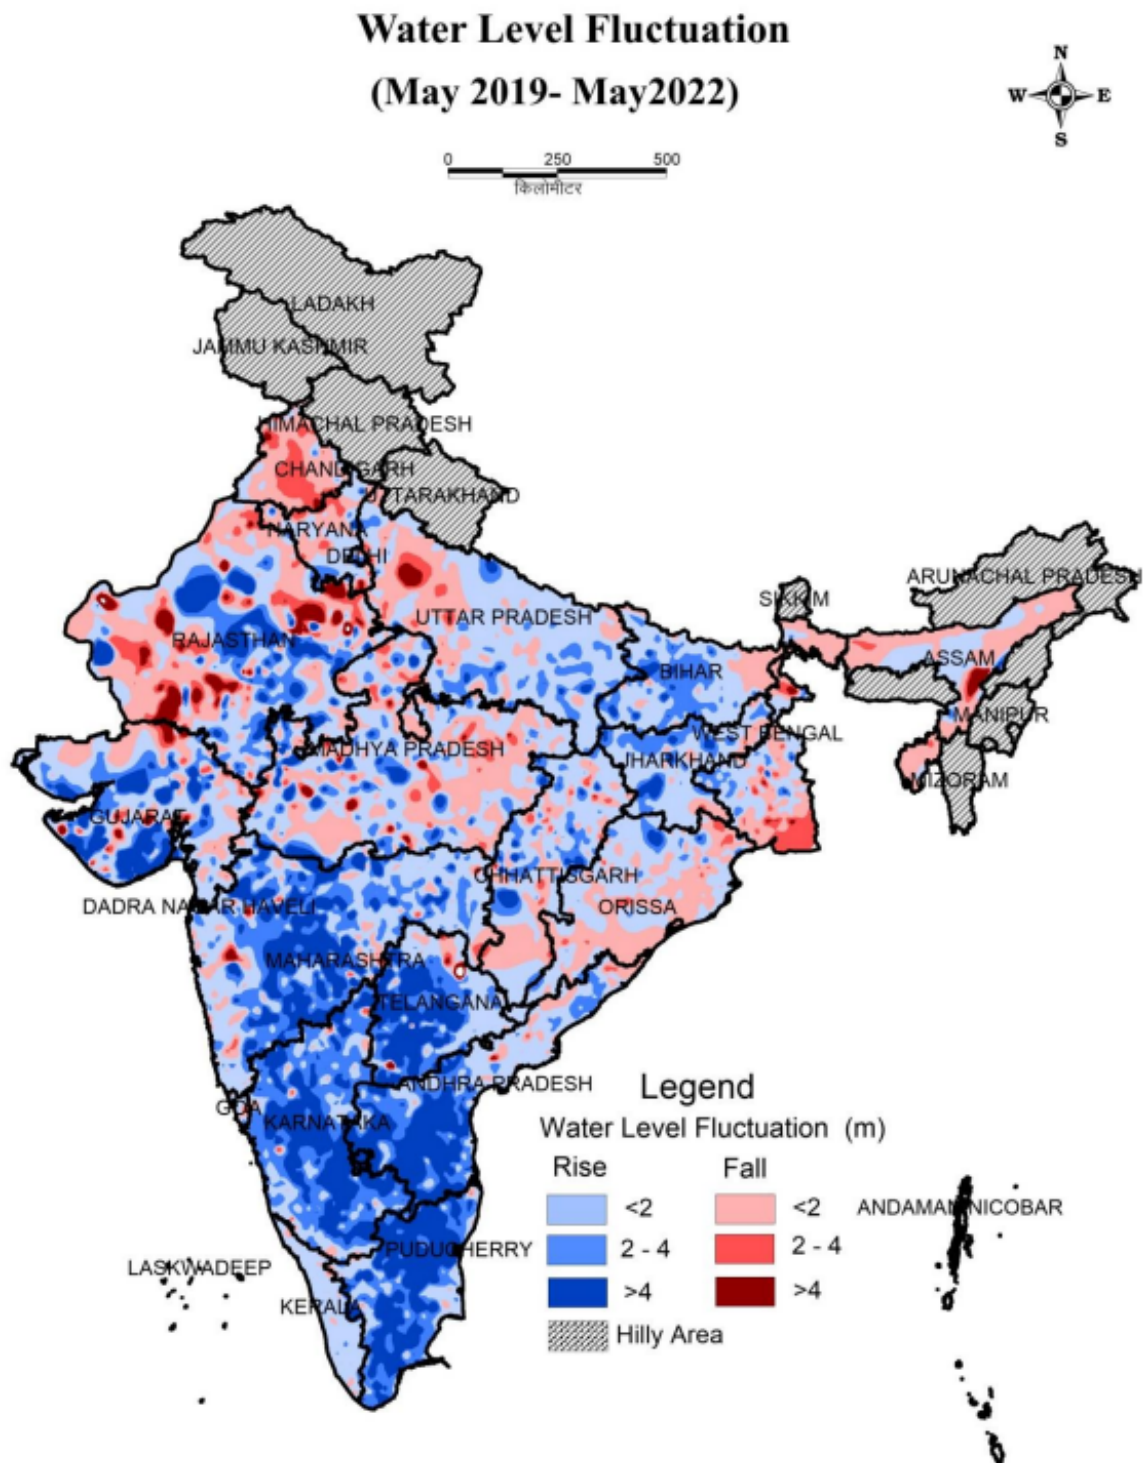 Water Level Fluctuation
(May 2019- May2022)
N
W E
S
0 250 500
किलोमीटर
LADAKH
JAMMU KASHMIR
HIMACHAL PRADESH
CHANDIGARH
UTTARAKHAND
HARYANA
DELHI
ARUNACHAL PRADESH
SIKKIM
UTTAR PRADESH
RAJASTHAN
ASSAM
BIHAR
MANIPUR
WEST BENGAL
MADHYA PRADESH
JHARKHAND
MIZORAM
GUJARAT
CHHATTISGARH
DADRA NAGAR HAVELI
ORISSA
MAHARASHTRA
TELANGANA
ANDHRA PRADESH
GOA
KARNATAKA
Legend
Water Level Fluctuation (m)
Rise Fall
<2 <2
2 - 4 2 - 4
>4 >4
Hilly Area
ANDAMAN NICOBAR
PUDUCHERRY
LASKWADEEP
KERALA